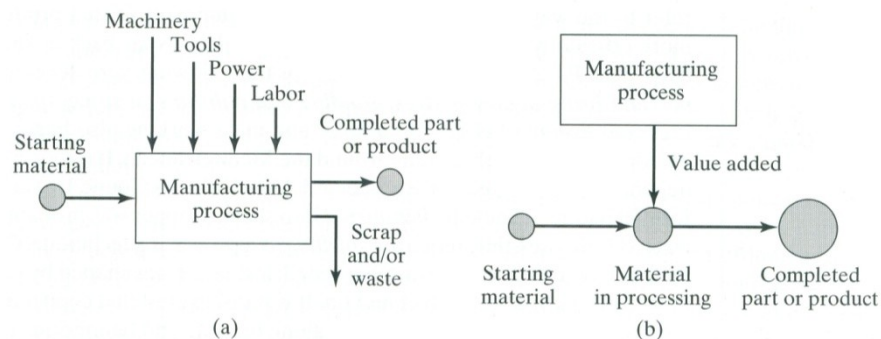 Machinery
Tools
Power
Labor
Starting
material
Manufacturing
process
Completed part
or product
Scrap
and/or
waste
(a)
Manufacturing
process
Value added
Starting
material
Material
in processing
Completed
part or product
(b)